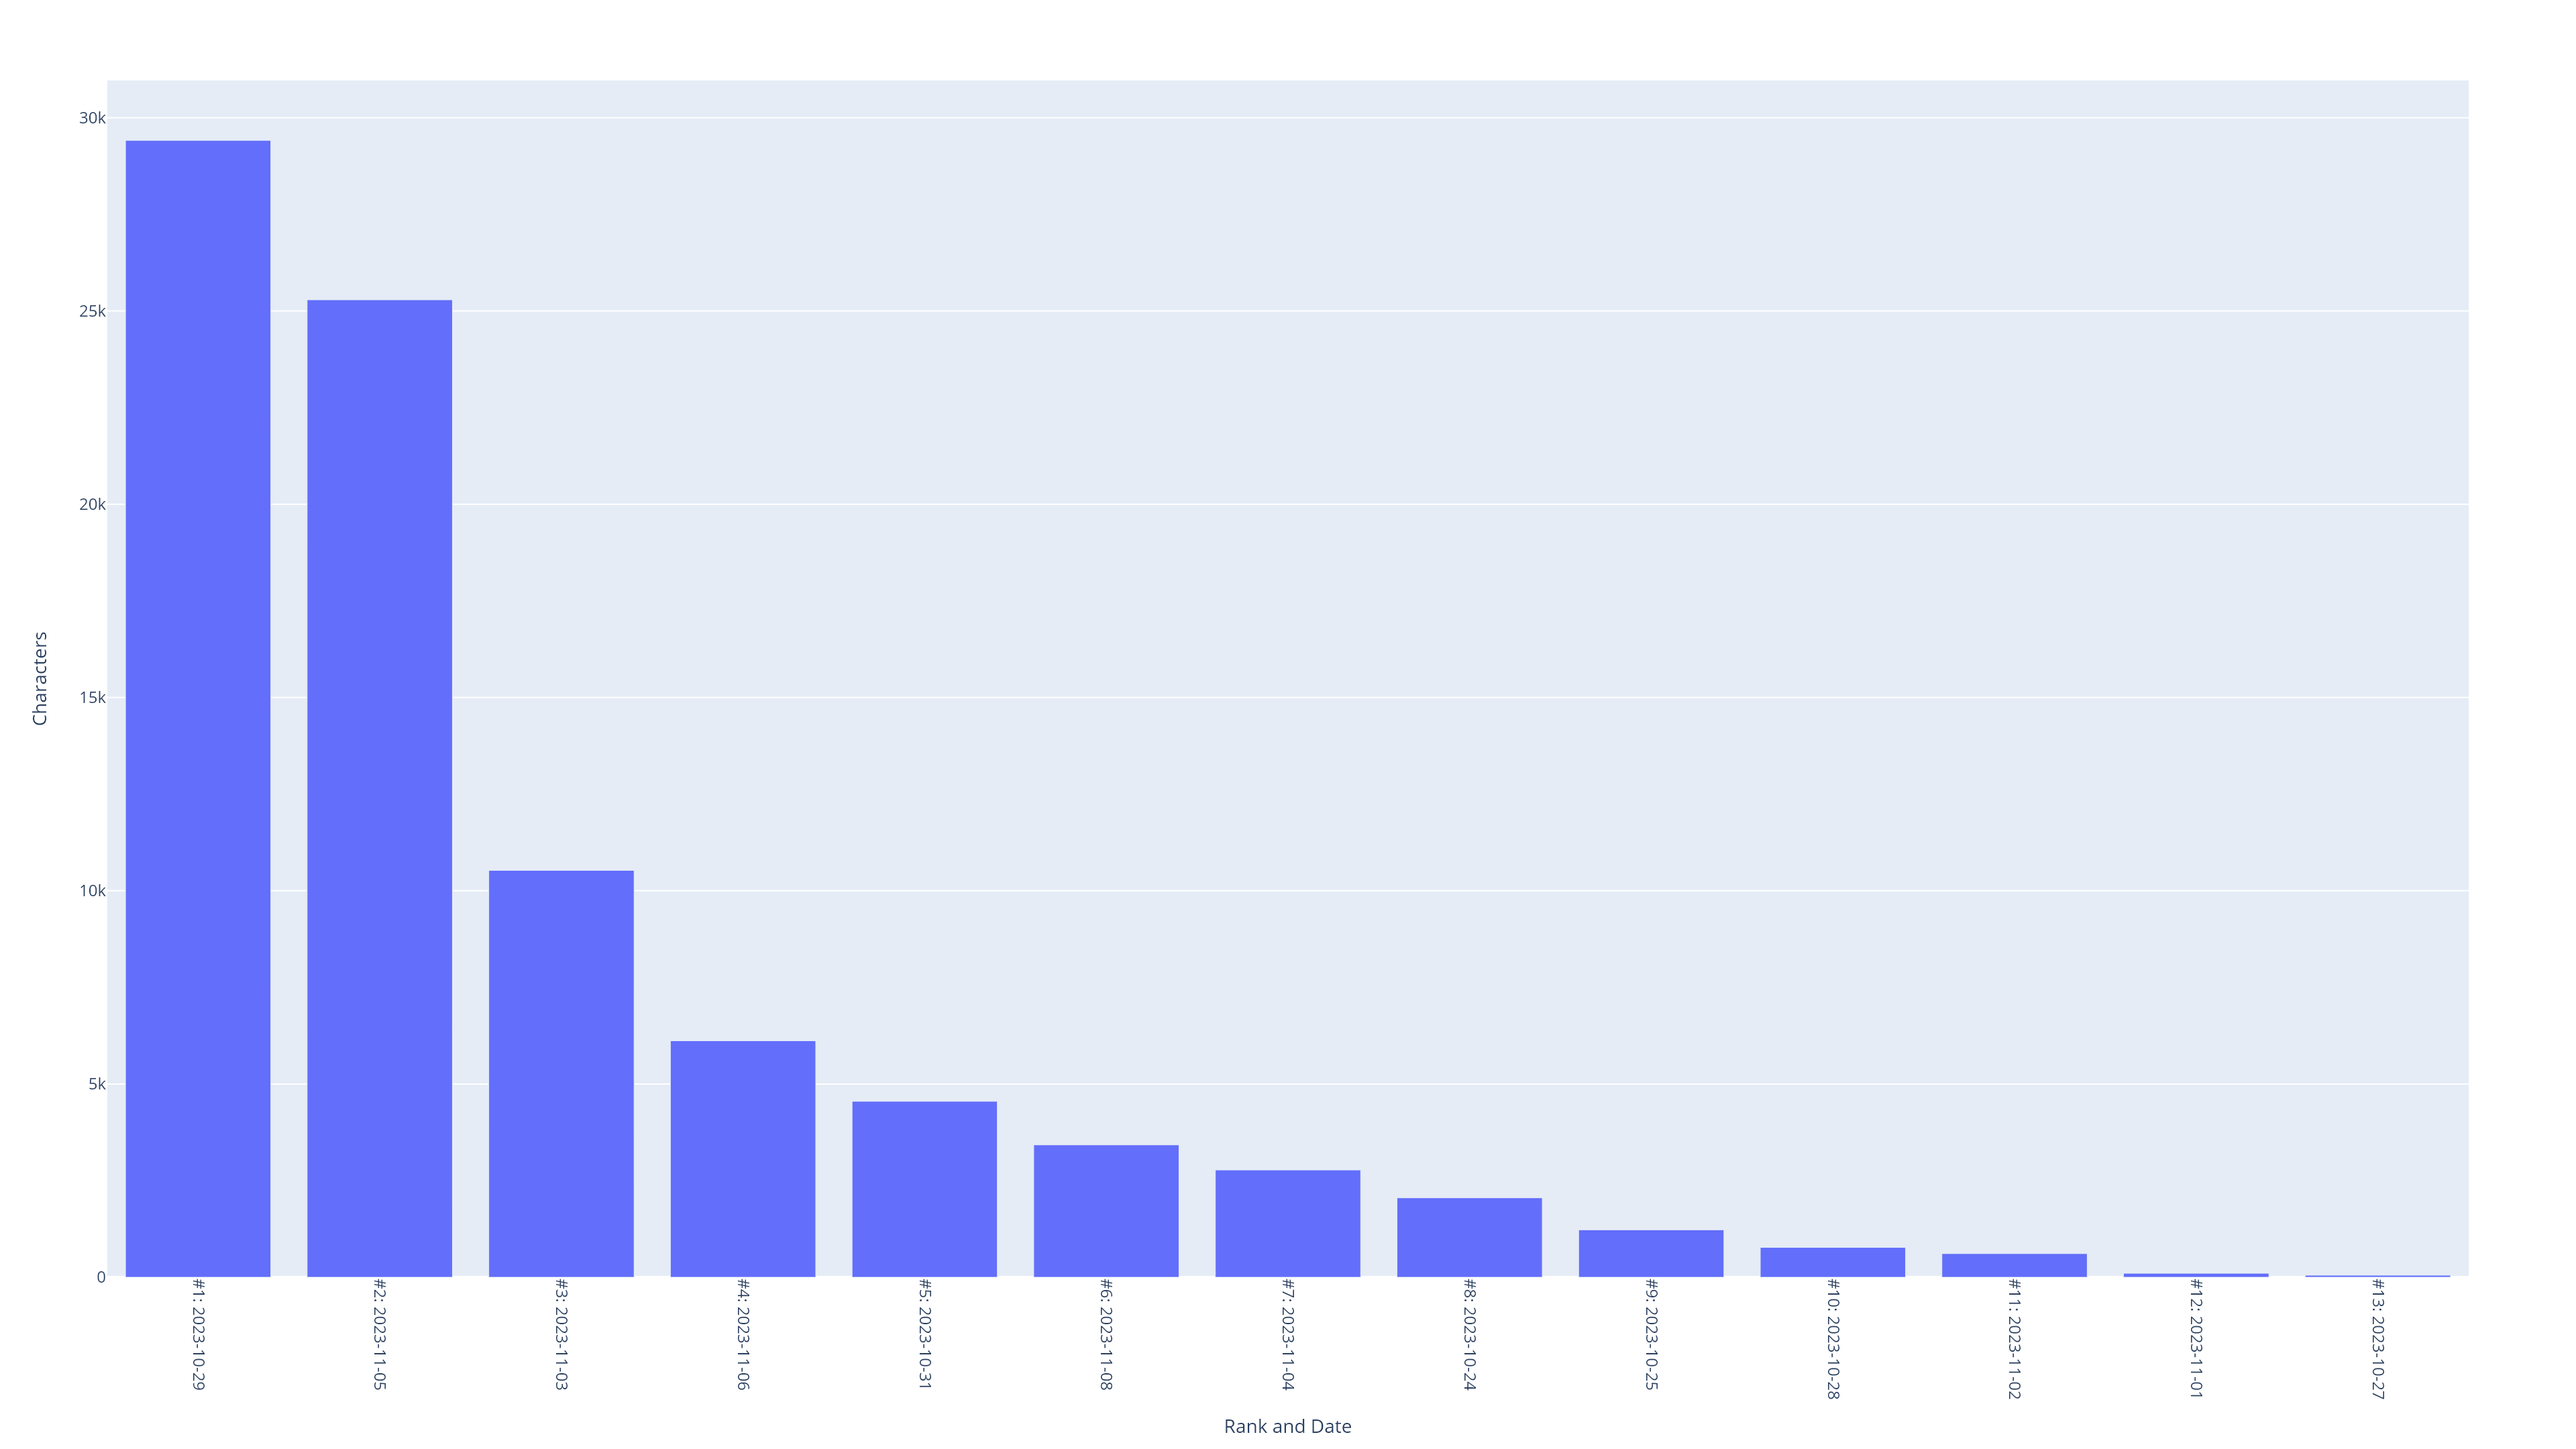 30k
25k
20k
15k
10k
5k
0
Characters
#1: 2023-10-29
#2: 2023-11-05
#3: 2023-11-03
#4: 2023-11-06
#5: 2023-10-31
#6: 2023-11-08
#7: 2023-11-04
#8: 2023-10-24
#9: 2023-10-25
#10: 2023-10-28
#11: 2023-11-02
#12: 2023-11-01
#13: 2023-10-27
Rank and Date